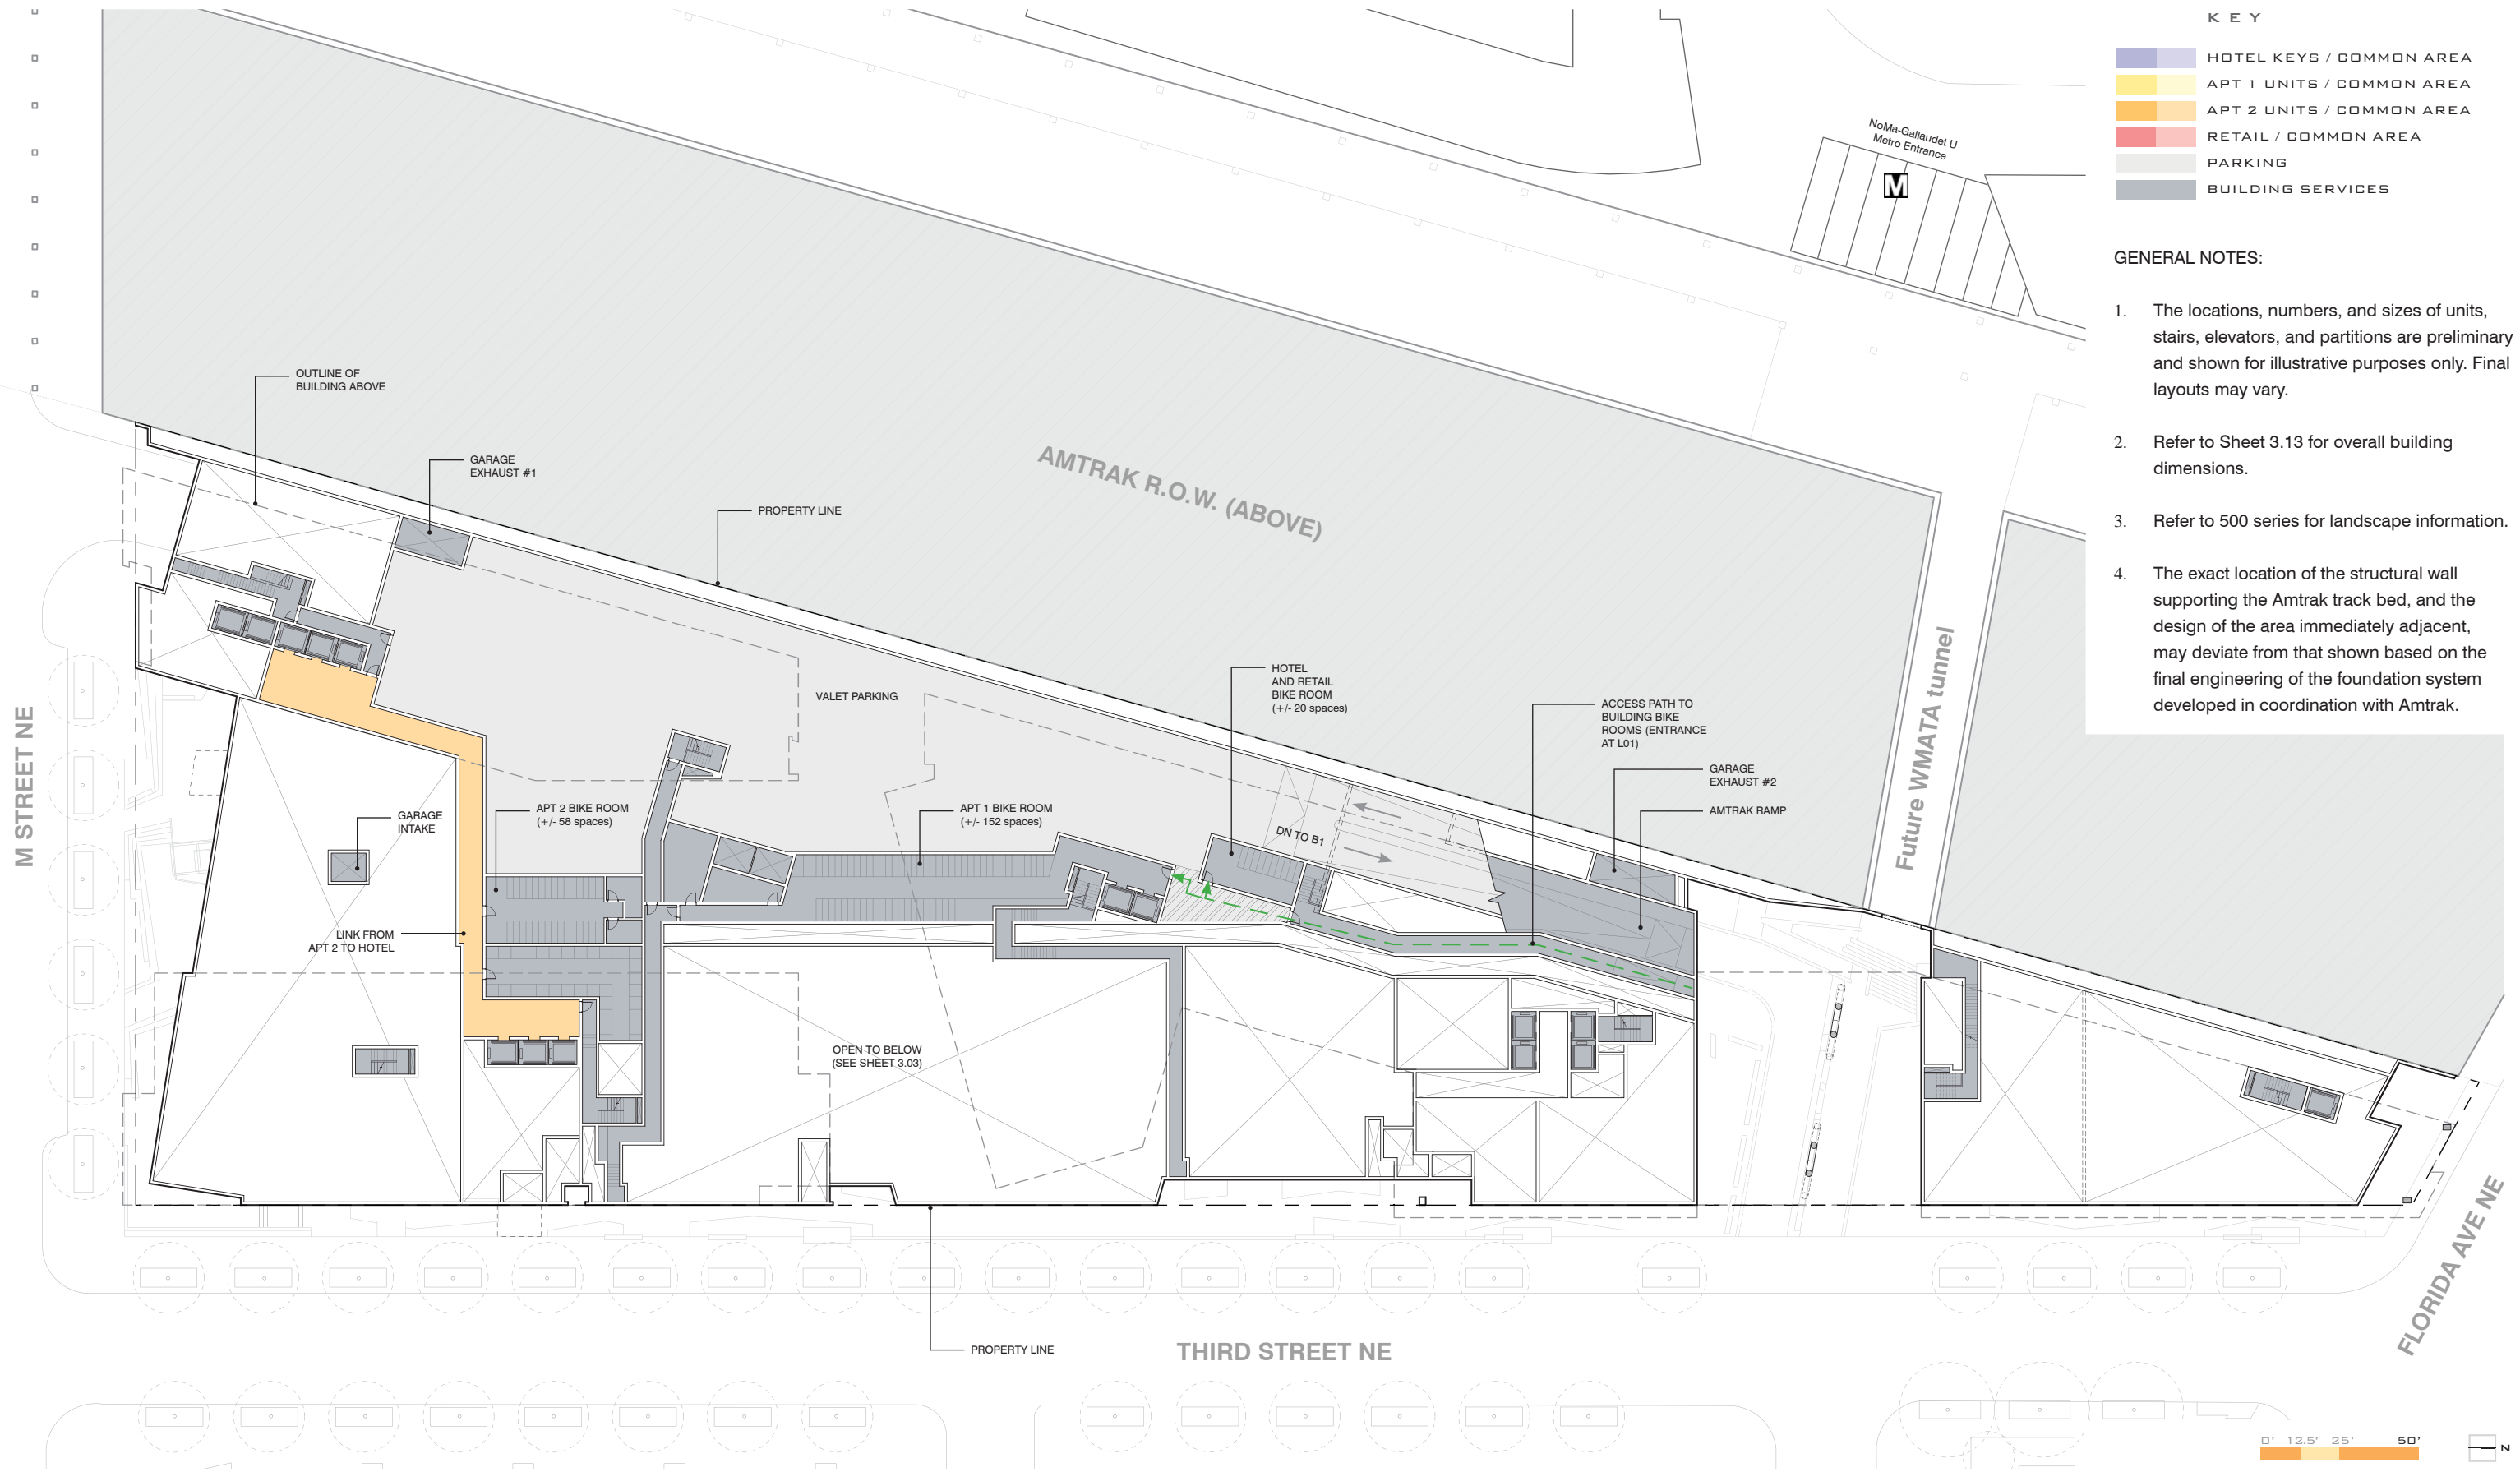 KEY
HOTEL KEYS / COMMON AREA
APT 1 UNITS / COMMON AREA
APT 2 UNITS / COMMON AREA
RETAIL / COMMON AREA
PARKING
BUILDING SERVICES
GENERAL NOTES:
1. The locations, numbers, and sizes of units,
stairs, elevators, and partitions are preliminary
and shown for illustrative purposes only. Final
layouts may vary.
2. Refer to Sheet 3.13 for overall building
dimensions.
3. Refer to 500 series for landscape information.
4. The exact location of the structural wall
supporting the Amtrak track bed, and the
design of the area immediately adjacent,
may deviate from that shown based on the
final engineering of the foundation system
developed in coordination with Amtrak.
NoMa-Gallaudet U
Metro Entrance
M
OUTLINE OF
BUILDING ABOVE
GARAGE
EXHAUST #1
PROPERTY LINE
AMTRAK R.O.W. (ABOVE)
Future WMATA tunnel
VALET PARKING
HOTEL
AND RETAIL
BIKE ROOM
(+/- 20 spaces)
ACCESS PATH TO
BUILDING BIKE
ROOMS (ENTRANCE
AT L01)
GARAGE
EXHAUST #2
AMTRAK RAMP
DN TO B1
M STREET NE
GARAGE
INTAKE
APT 2 BIKE ROOM
(+/- 58 spaces)
APT 1 BIKE ROOM
(+/- 152 spaces)
LINK FROM
APT 2 TO HOTEL
OPEN TO BELOW
(SEE SHEET 3.03)
PROPERTY LINE
THIRD STREET NE
FLORIDA AVE NE
0' 12.5' 25' 50'
N